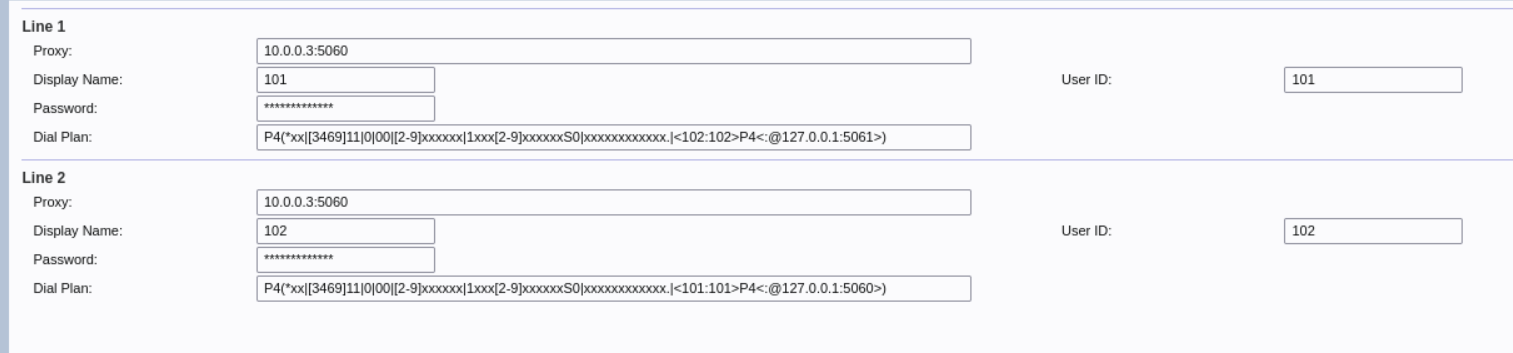 Line 1
Proxy: 10.0.0.3:5060
Display Name: 101 User ID: 101
Password: *************
Dial Plan: P4(*xx|[3469]11|0|00|[2-9]xxxxxx|1xxx[2-9]xxxxxxS0|xxxxxxxxxxxx.|<102:102>P4<:@127.0.0.1:5061>)
Line 2
Proxy: 10.0.0.3:5060
Display Name: 102 User ID: 102
Password: *************
Dial Plan: P4(*xx|[3469]11|0|00|[2-9]xxxxxx|1xxx[2-9]xxxxxxS0|xxxxxxxxxxxx.|<101:101>P4<:@127.0.0.1:5060>)